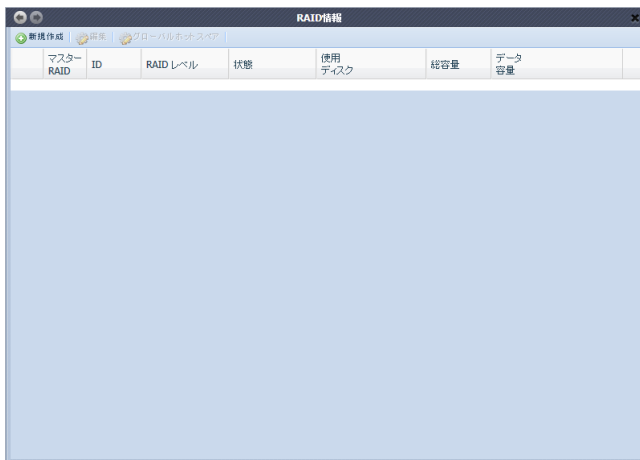 RAID情報
新規作成 編集 グローバルホットスペア
マスター RAID ID RAID レベル 状態 使用 ディスク 総容量 データ 容量